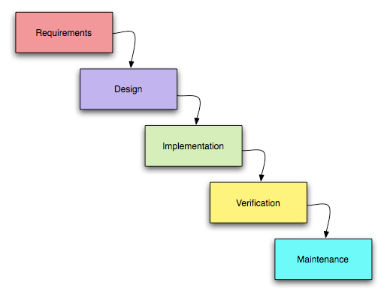 Requirements
Design
Implementation
Verification
Maintenance